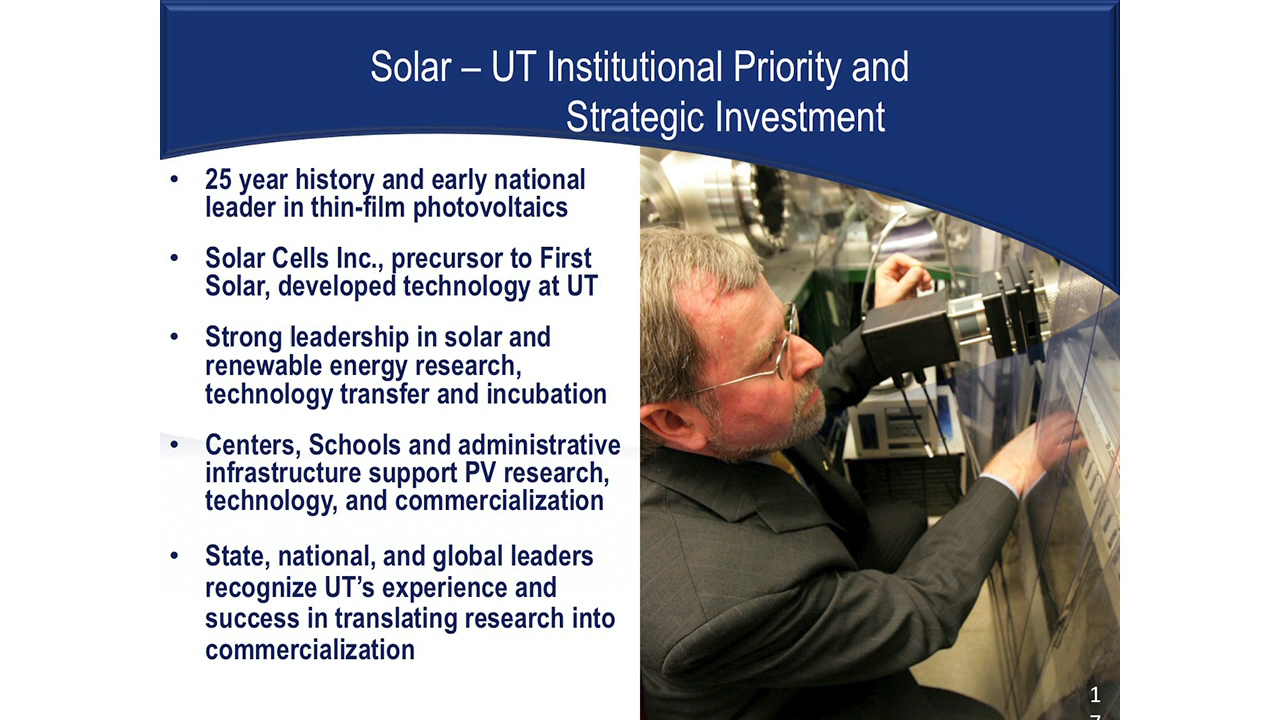 Solar – UT Institutional Priority and
Strategic Investment
• 25 year history and early national
leader in thin-film photovoltaics
• Solar Cells Inc., precursor to First
Solar, developed technology at UT
• Strong leadership in solar and
renewable energy research,
technology transfer and incubation
• Centers, Schools and administrative
infrastructure support PV research,
technology, and commercialization
• State, national, and global leaders
recognize UT’s experience and
success in translating research into
commercialization
1
7